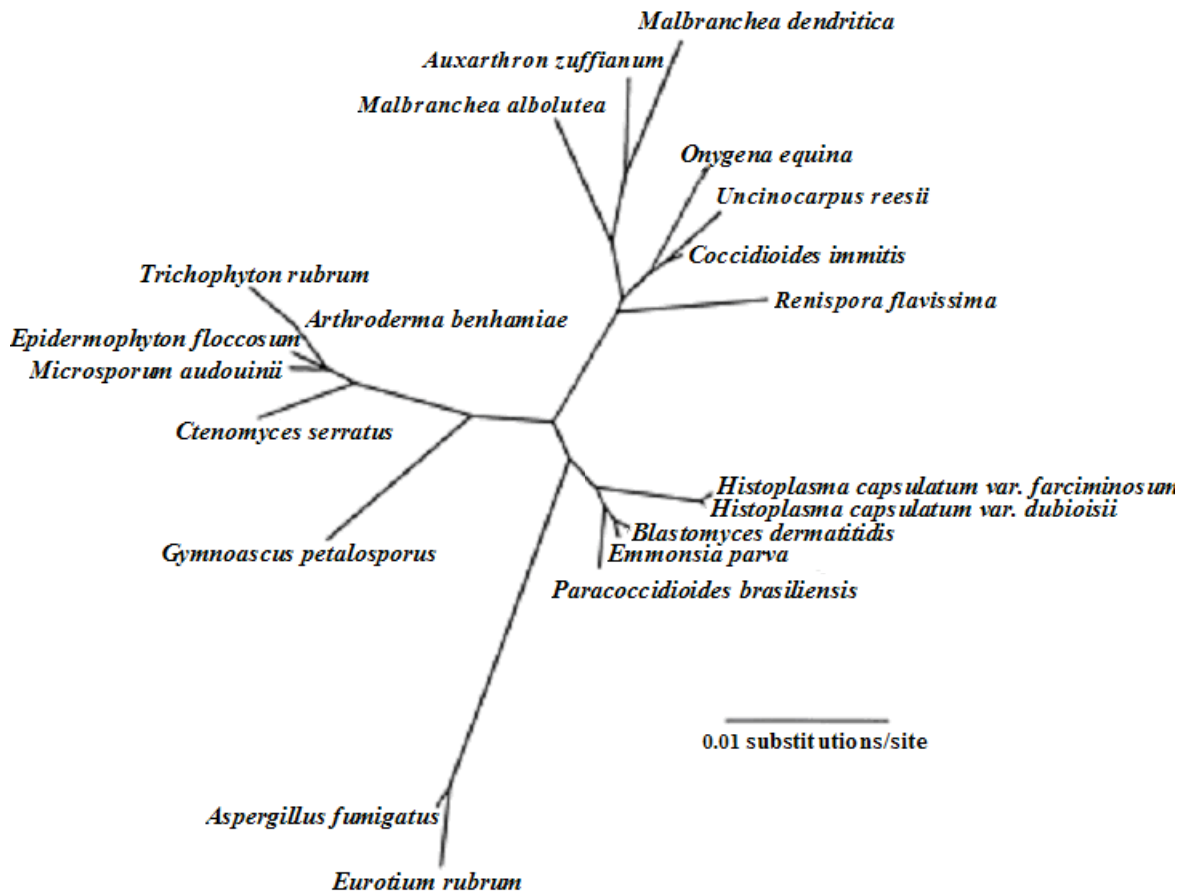 Malbranchea dendritica
Auxarthron zuffianum
Malbranchea albolutea
Onygena equina
Uncinocarpus reesii
Coccidioides immitis
Trichophyton rubrum
Renispora flavissima
Arthroderma benhamiae
Epidermophyton floccosum
Microsporum audouinii
Ctenomyces serratus
Histoplasma capsulatum var. farciminosum
Histoplasma capsulatum var. dubioisii
Blastomyces dermatitidis
Gymnoascus petalosporus
Emmonsia parva
Paracoccidioides brasiliensis
0.01 substitutions/site
Aspergillus fumigatus
Eurotium rubrum